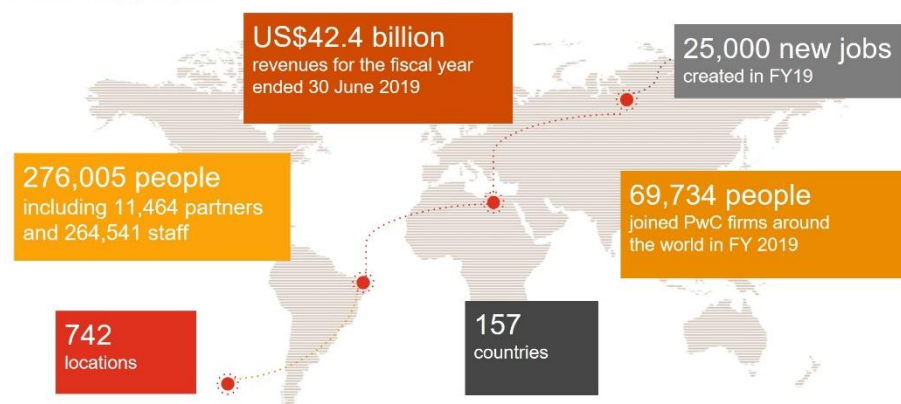 US$42.4 billion
revenues for the fiscal year
ended 30 June 2019
25,000 new jobs
created in FY19
276,005 people
including 11,464 partners
and 264,541 staff
69,734 people
joined PwC firms around
the world in FY 2019
742
locations
157
countries